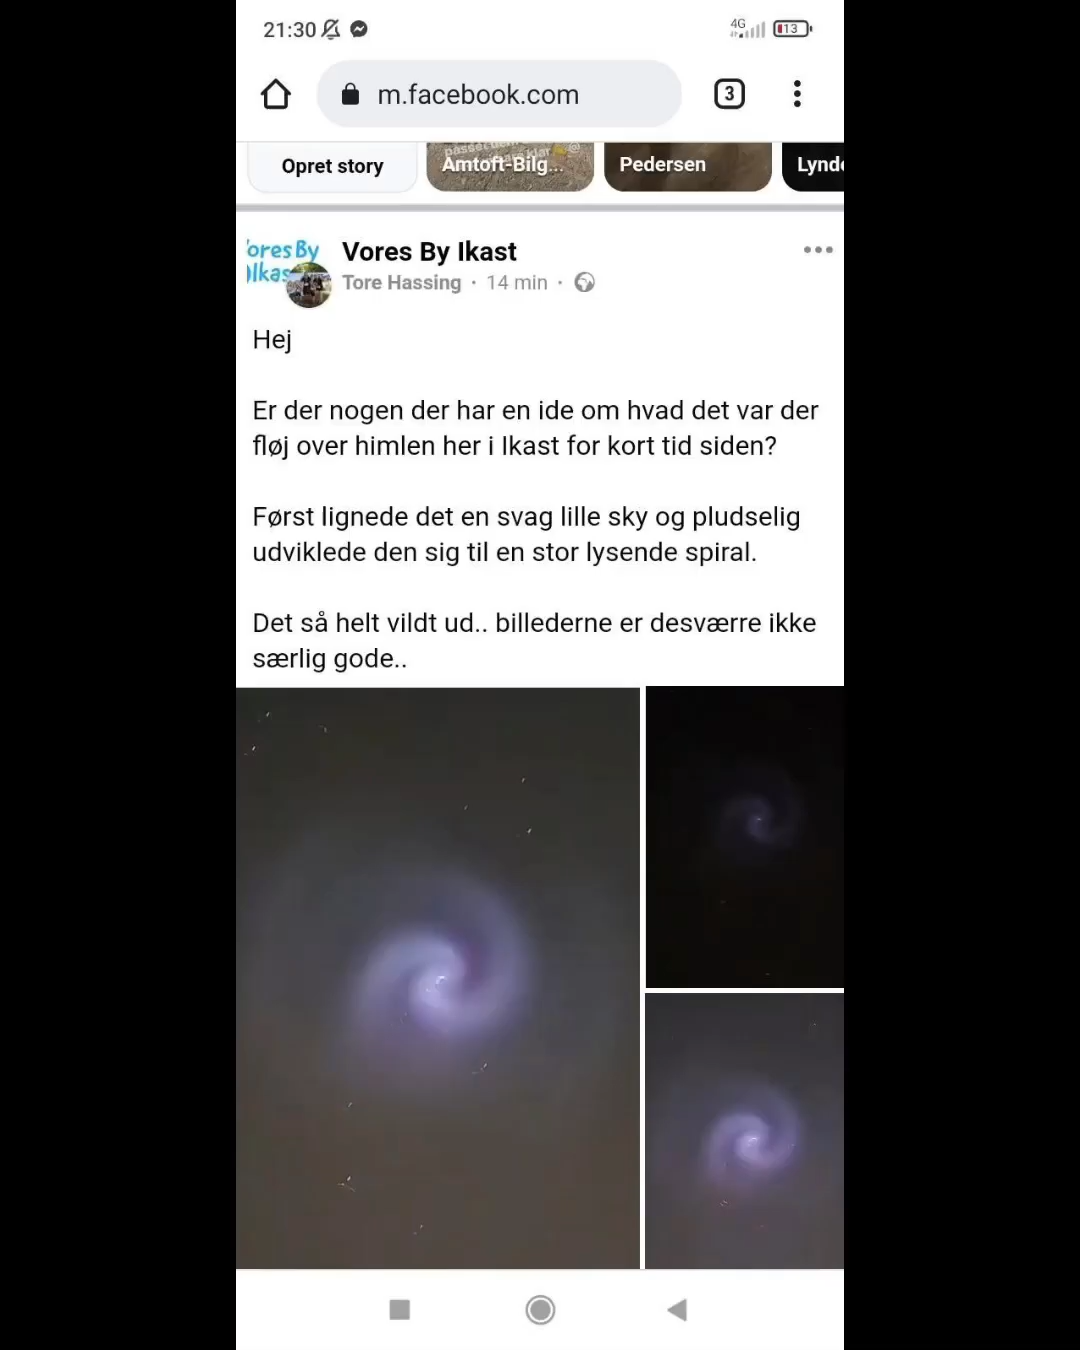 21:30
4G
13
m.facebook.com
3
Opret story
Amtoft-Bilg...
Pedersen
Vores By Ikast
Tore Hassing · 14 min ·
Hej
Er der nogen der har en ide om hvad det var der
fløj over himlen her i Ikast for kort tid siden?
Først lignede det en svag lille sky og pludselig
udviklede den sig til en stor lysende spiral.
Det så helt vildt ud.. billederne er desværre ikke
særlig gode..